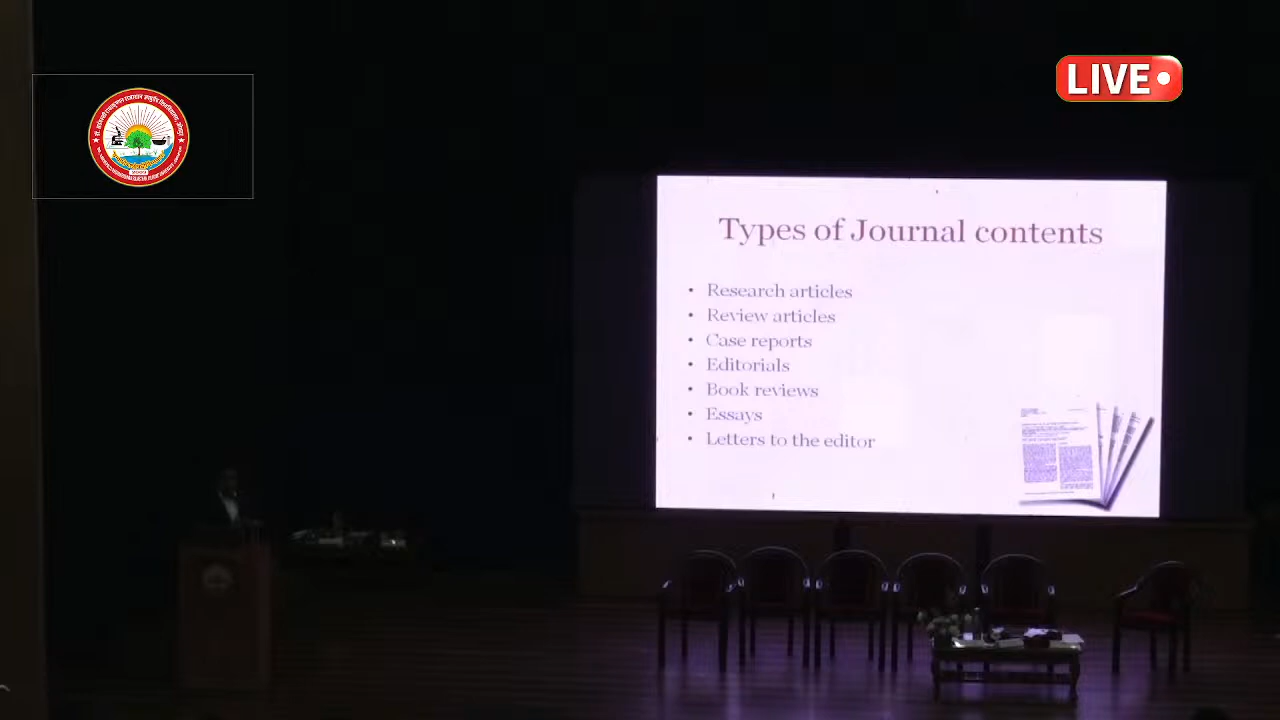 LIVE
Types of Journal contents
• Research articles
• Review articles
• Case reports
• Editorials
• Book reviews
• Essays
• Letters to the editor